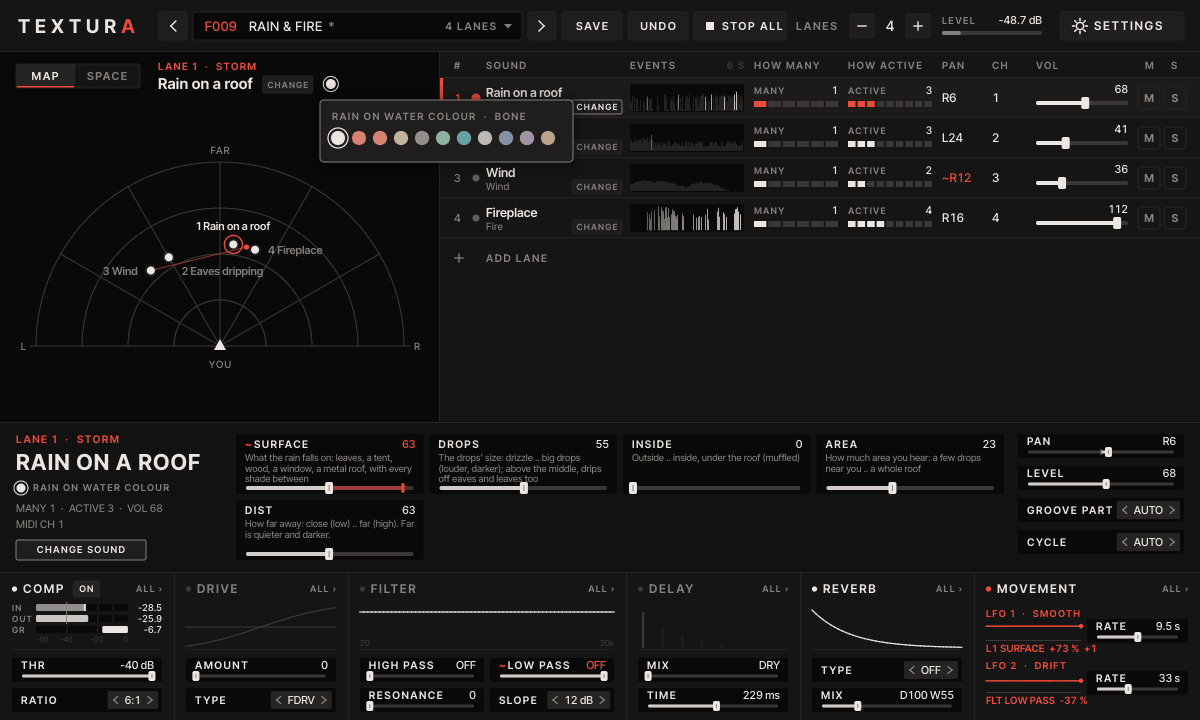 TEXTURA
F009 RAIN & FIRE * 4 LANES
SAVE
UNDO
STOP ALL
LANES
4
LEVEL -48.7 dB
SETTINGS
MAP
SPACE
LANE 1 · STORM
Rain on a roof CHANGE
RAIN ON WATER COLOUR · BONE
# SOUND EVENTS 6 S HOW MANY HOW ACTIVE PAN CH VOL M S
1 Rain on a roof CHANGE MANY 1 ACTIVE 3 R6 1 68 M S
CHANGE MANY 1 ACTIVE 3 L24 2 41 M S
3 Wind Wind CHANGE MANY 1 ACTIVE 2 ~R12 3 36 M S
4 Fireplace Fire CHANGE MANY 1 ACTIVE 4 R16 4 112 M S
ADD LANE
FAR
1 Rain on a roof
4 Fireplace
3 Wind
2 Eaves dripping
L
R
YOU
LANE 1 · STORM
RAIN ON A ROOF
RAIN ON WATER COLOUR
MANY 1 · ACTIVE 3 · VOL 68
MIDI CH 1
CHANGE SOUND
~SURFACE 63
What the rain falls on: leaves, a tent,
wood, a window, a metal roof, with every
shade between
DROPS 55
The drops' size: drizzle .. big drops
(louder, darker); above the middle, drips
off eaves and leaves too
INSIDE 0
Outside .. inside, under the roof (muffled)
AREA 23
How much area you hear: a few drops
near you .. a whole roof
DIST 63
How far away: close (low) .. far (high). Far
is quieter and darker.
PAN R6
LEVEL 68
GROOVE PART AUTO
CYCLE AUTO
COMP ON ALL ›
IN -28.5
OUT -25.9
GR -6.7
-60 -40 -20 0
THR -40 dB
RATIO 6:1
DRIVE ALL ›
AMOUNT 0
TYPE FDRV
FILTER ALL ›
20 20k
HIGH PASS OFF
~LOW PASS OFF
RESONANCE 0
SLOPE 12 dB
DELAY ALL ›
MIX DRY
TIME 229 ms
REVERB ALL ›
TYPE OFF
MIX D100 W55
MOVEMENT ALL ›
LFO 1 · SMOOTH
RATE 9.5 s
L1 SURFACE +73 % +1
LFO 2 · DRIFT
RATE 33 s
FLT LOW PASS -37 %